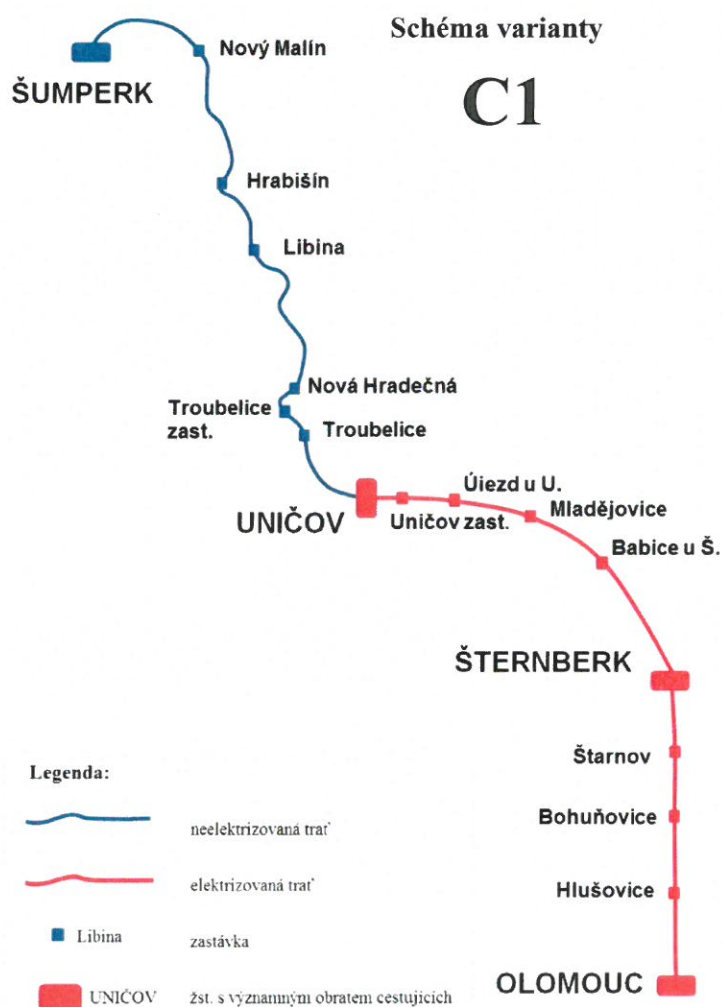 Schéma varianty
C1
Nový Malín
ŠUMPERK
Hrabišín
Libina
Nová Hradečná
Troubelice
zast.
Troubelice
Úiezd u U.
UNIČOV
Uničov zast.
Mladějovice
Babice u Š.
ŠTERNBERK
Štarnov
Bohuňovice
Hlušovice
OLOMOUC
Legenda:
neelektrizovaná trať
elektrizovaná trať
Libina
zastávka
UNIČOV
žst. s významným obratem cestujících